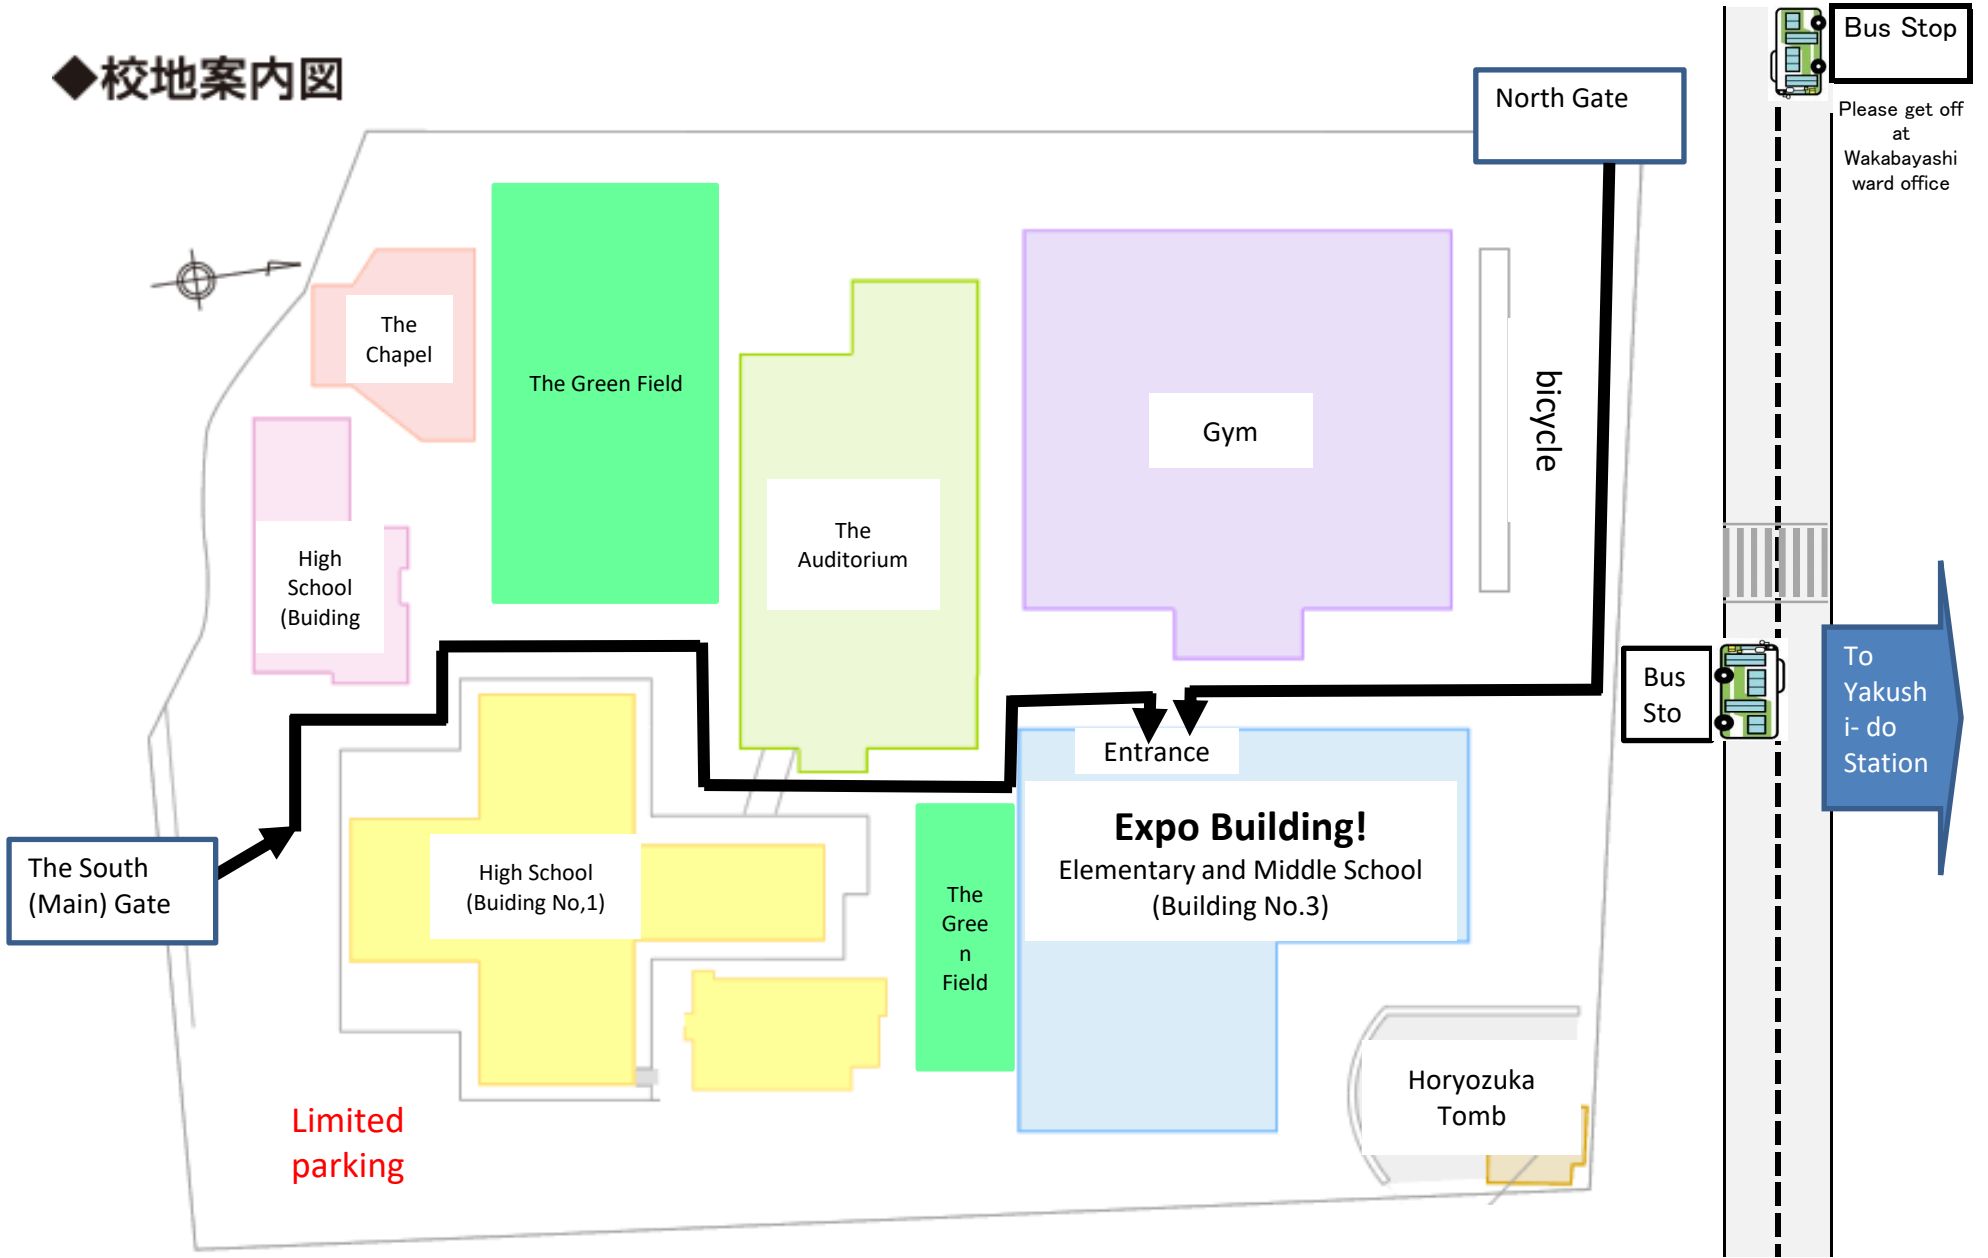 ◆校地案内図
Bus Stop
Please get off
at
Wakabayashi
ward office
North Gate
The
Chapel
The Green Field
bicycle
Gym
The
Auditorium
High
School
(Buiding
To
Yakush
i- do
Station
Bus
Sto
Entrance
Expo Building!
Elementary and Middle School
(Building No.3)
The South
(Main) Gate
High School
(Buiding No,1)
The
Gree
n
Field
Horyozuka
Tomb
Limited
parking